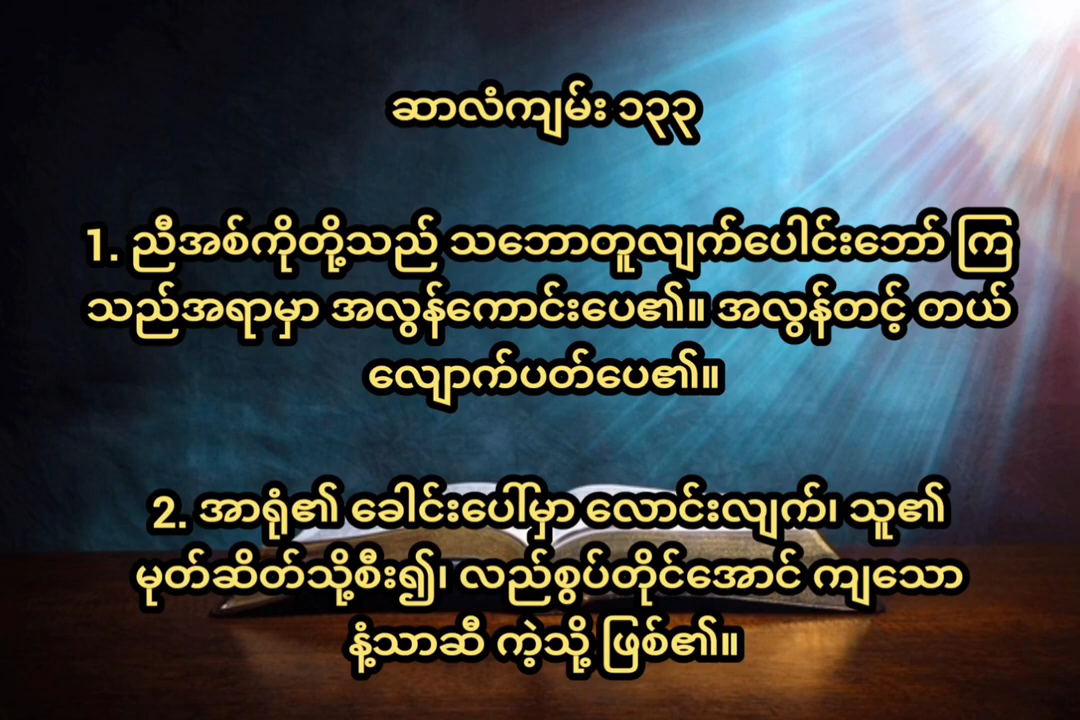 ဆာလံကျမ်း ၁၃၃
1. ညီအစ်ကိုတို့သည် သဘောတူလျက်ပေါင်းဘော် ကြ
သည်အရာမှာ အလွန်ကောင်းပေ၏။ အလွန်တင့် တယ်
လျောက်ပတ်ပေ၏။
2. အာရုံ၏ ခေါင်းပေါ်မှာ လောင်းလျက်၊ သူ၏
မုတ်ဆိတ်သို့စီး၍၊ လည်စွပ်တိုင်အောင် ကျသော
နံ့သာဆီ ကဲ့သို့ ဖြစ်၏။